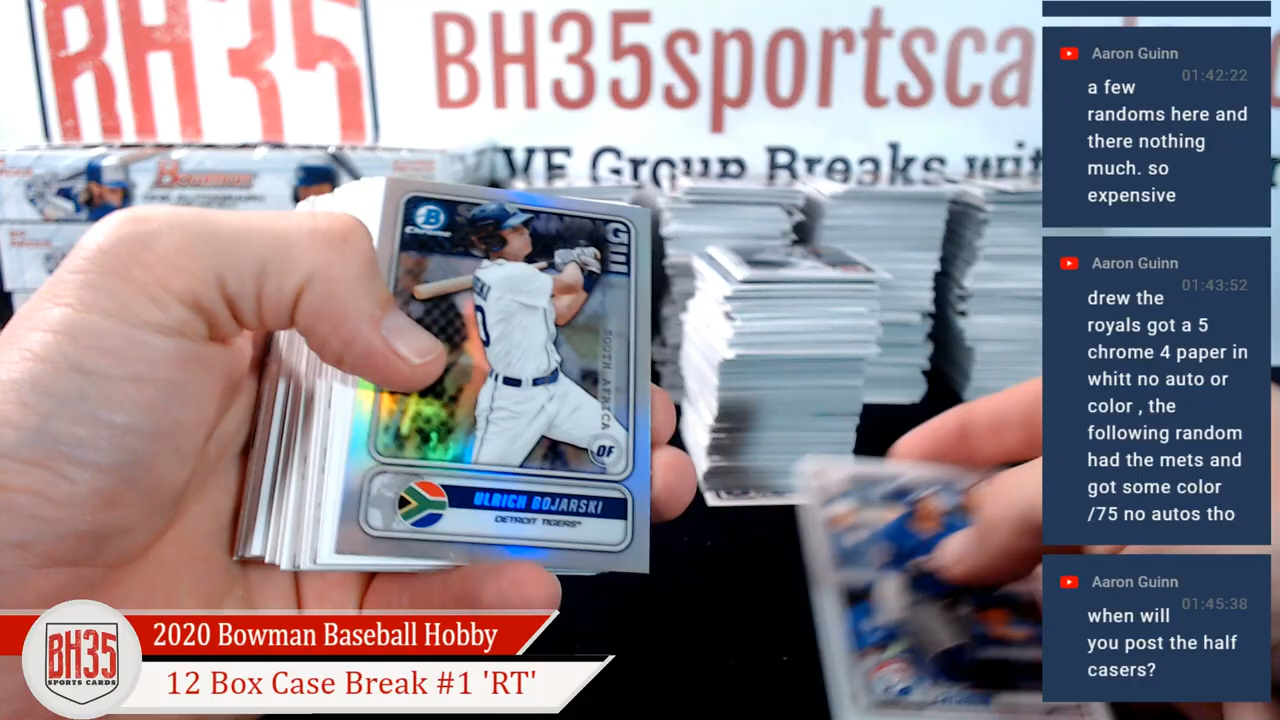 BH35
BH35sportsca
VE Group Breaks wit
BOWMAN
B
Chrome
SOUTH AFRICA
OF
ULRICH BOJARSKI
DETROIT TIGERS
BH35
SPORTS CARDS
2020 Bowman Baseball Hobby
12 Box Case Break #1 'RT'
Aaron Guinn
01:42:22
a few
randoms here and
there nothing
much. so
expensive
Aaron Guinn
01:43:52
drew the
royals got a 5
chrome 4 paper in
whitt no auto or
color , the
following random
had the mets and
got some color
/75 no autos tho
Aaron Guinn
01:45:38
when will
you post the half
casers?